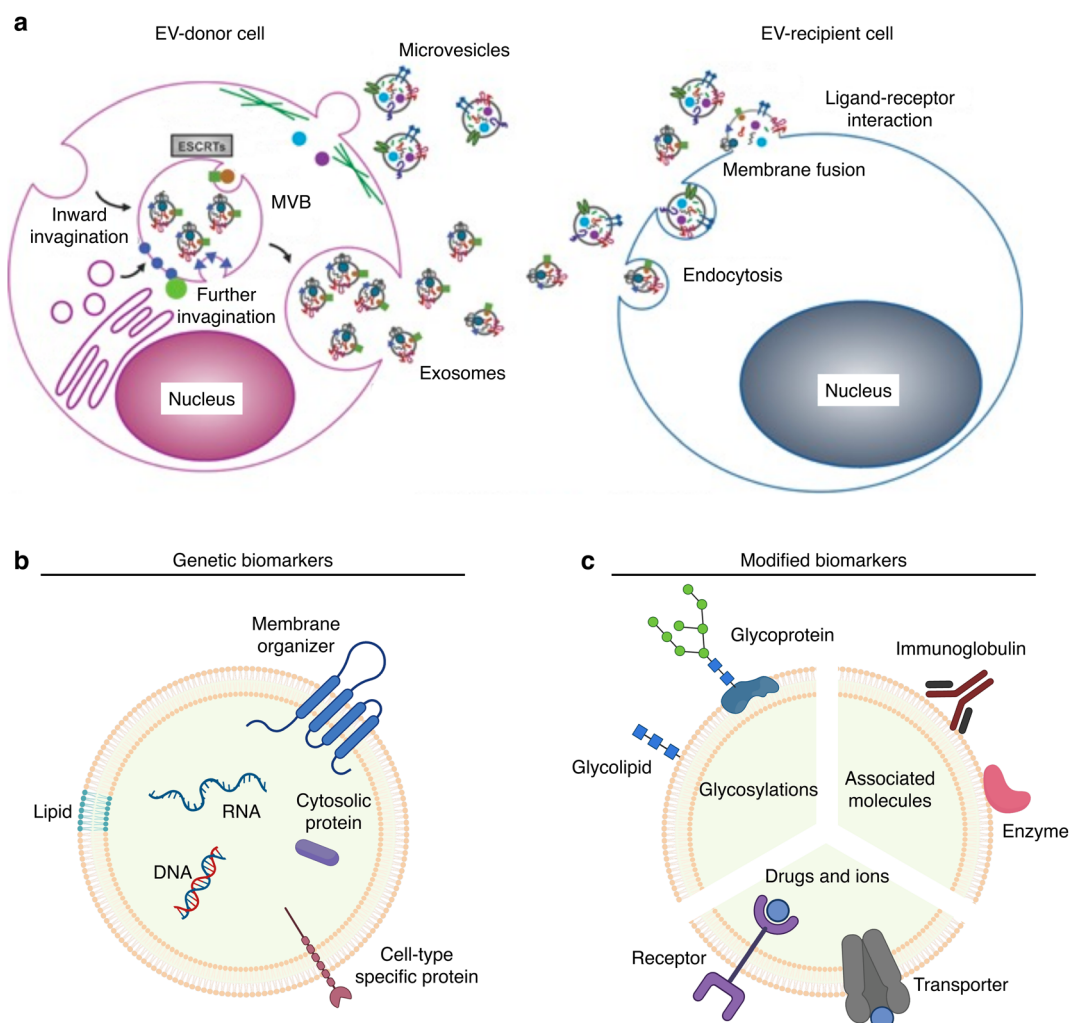 a
EV-donor cell
EV-recipient cell
Microvesicles
Ligand-receptor
interaction
ESCRTs
Membrane fusion
MVB
Inward
invagination
Endocytosis
Further
invagination
Exosomes
Nucleus
Nucleus
b
Genetic biomarkers
Membrane
organizer
Lipid
RNA
Cytosolic
protein
DNA
Cell-type
specific protein
c
Modified biomarkers
Glycoprotein
Immunoglobulin
Glycolipid
Glycosylations
Associated
molecules
Enzyme
Drugs and ions
Receptor
Transporter